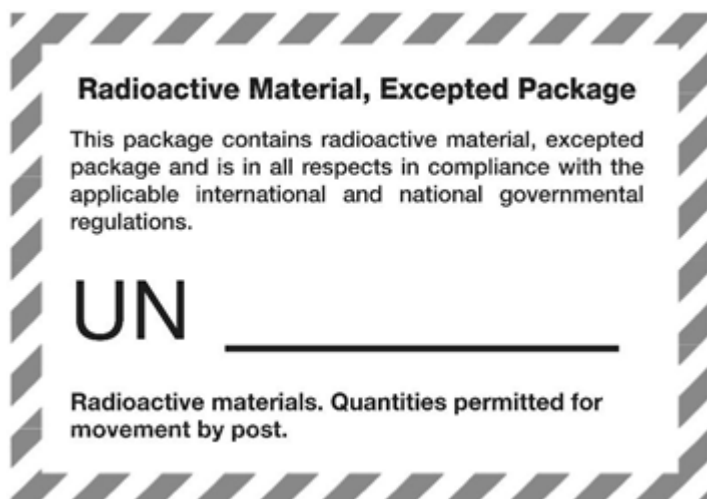 Radioactive Material, Excepted Package
This package contains radioactive material, excepted
package and is in all respects in compliance with the
applicable international and national governmental
regulations.
UN
Radioactive materials. Quantities permitted for
movement by post.